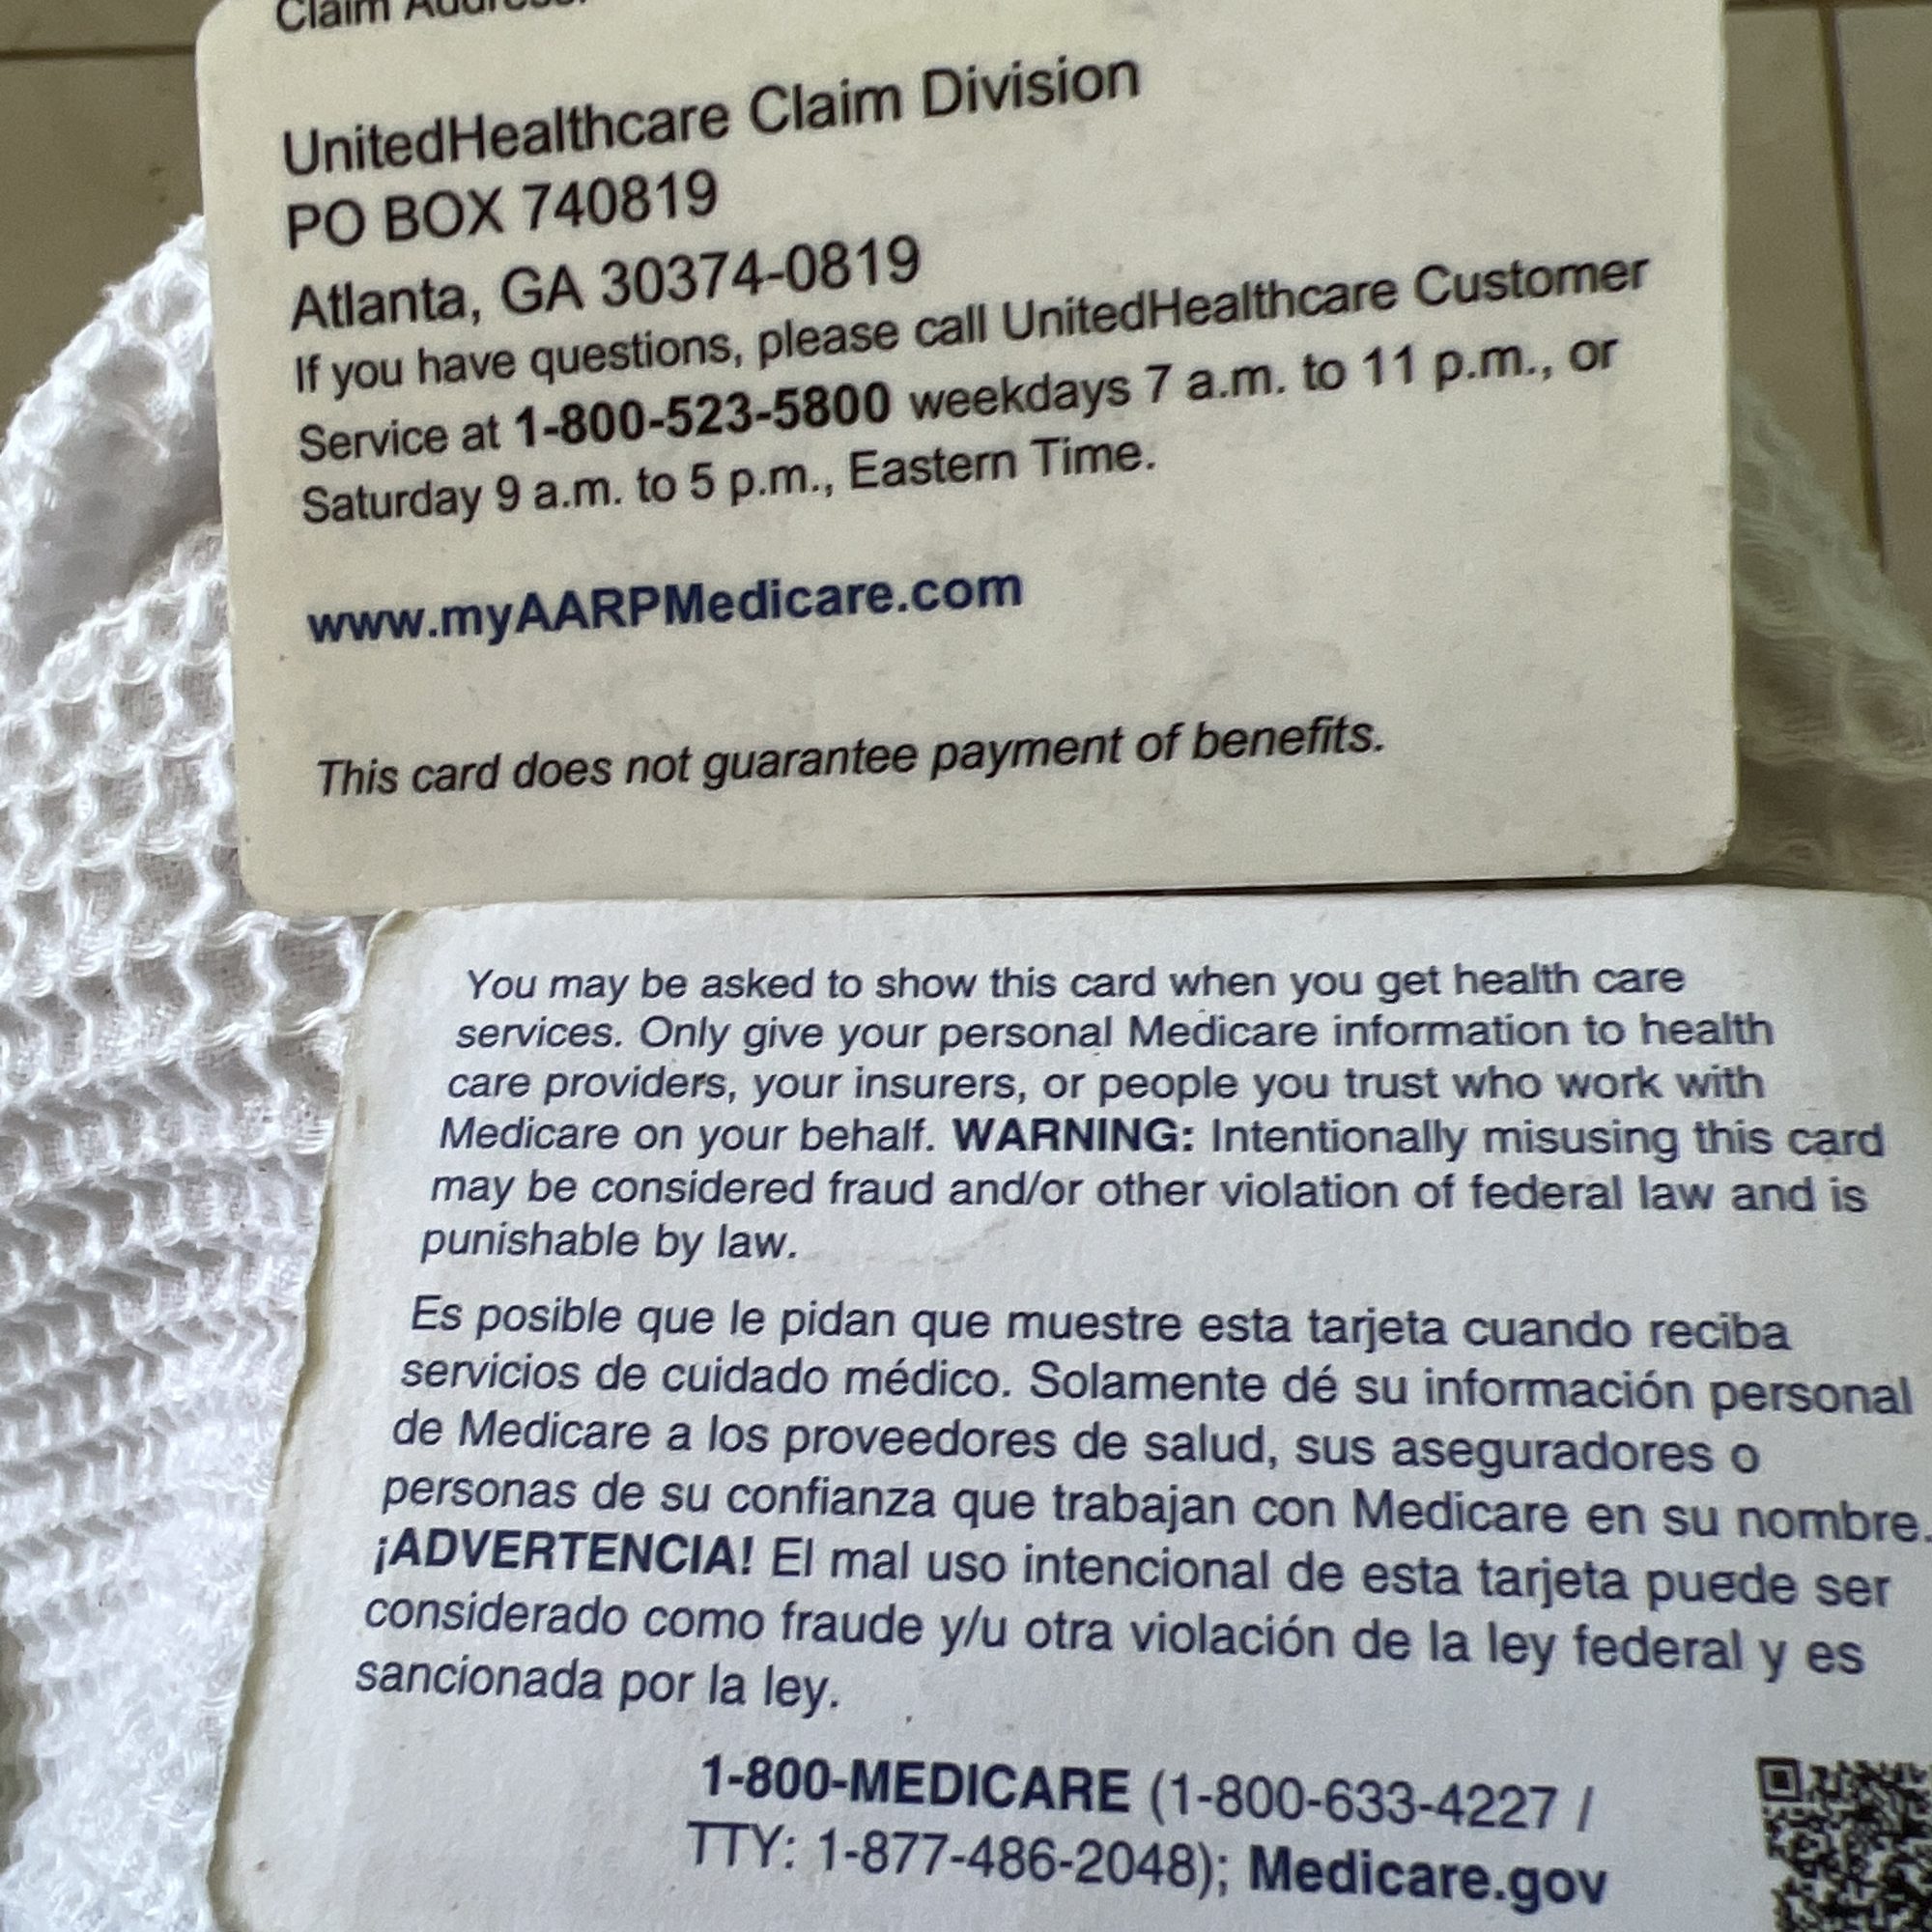 Claim Address:
UnitedHealthcare Claim Division
PO BOX 740819
Atlanta, GA 30374-0819
If you have questions, please call UnitedHealthcare Customer
Service at 1-800-523-5800 weekdays 7 a.m. to 11 p.m., or
Saturday 9 a.m. to 5 p.m., Eastern Time.
www.myAARPMedicare.com
This card does not guarantee payment of benefits.
You may be asked to show this card when you get health care
services. Only give your personal Medicare information to health
care providers, your insurers, or people you trust who work with
Medicare on your behalf. WARNING: Intentionally misusing this card
may be considered fraud and/or other violation of federal law and is
punishable by law.
Es posible que le pidan que muestre esta tarjeta cuando reciba
servicios de cuidado médico. Solamente dé su información personal
de Medicare a los proveedores de salud, sus aseguradores o
personas de su confianza que trabajan con Medicare en su nombre.
¡ADVERTENCIA! El mal uso intencional de esta tarjeta puede ser
considerado como fraude y/u otra violación de la ley federal y es
sancionada por la ley.
1-800-MEDICARE (1-800-633-4227 /
TTY: 1-877-486-2048); Medicare.gov